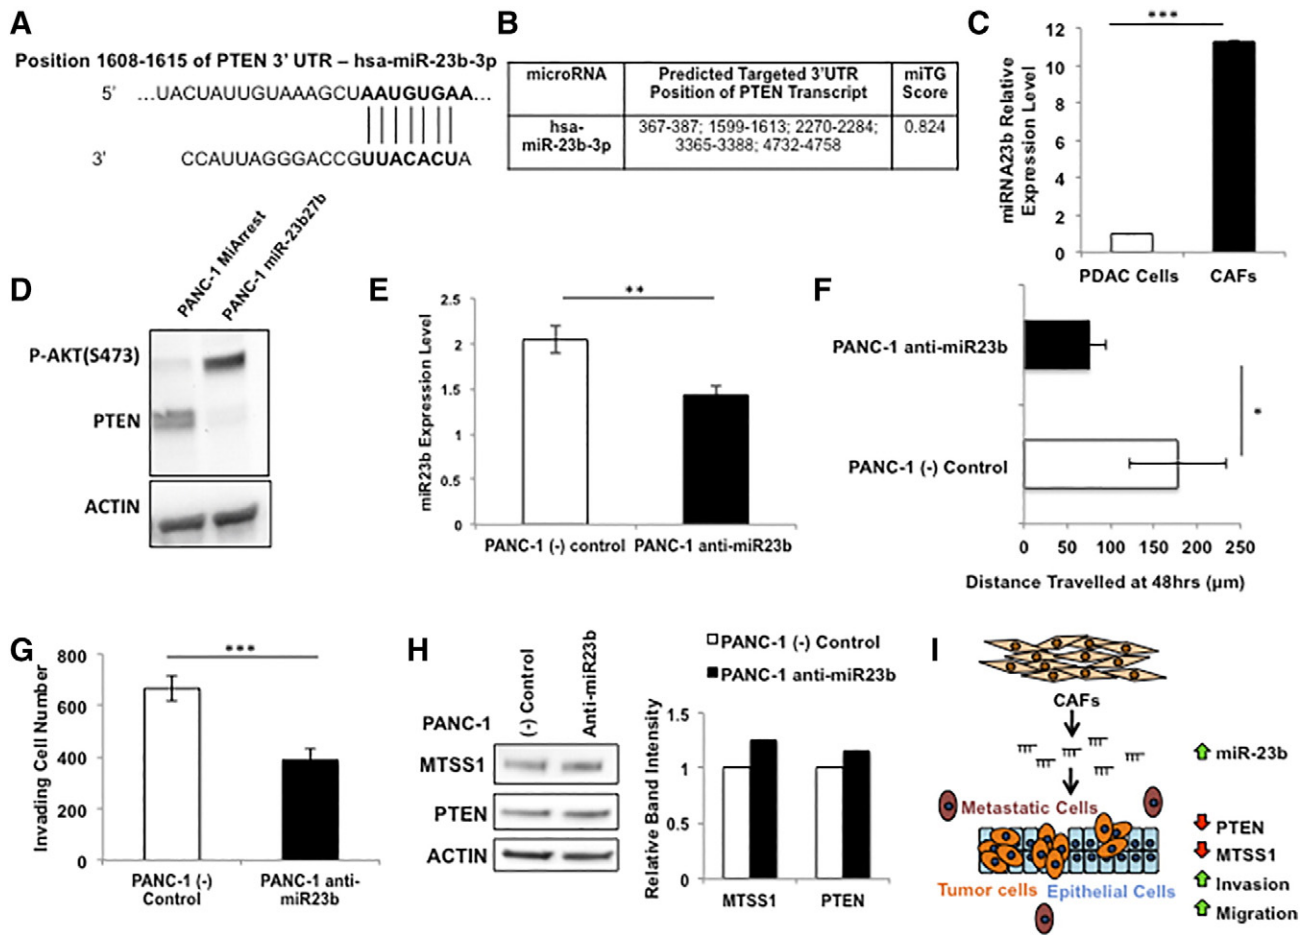 A
Position 1608-1615 of PTEN 3' UTR – hsa-miR-23b-3p
5' ...UACUAUUGUAAAGCUAAUGUGAA...
3' CCAUUAGGGACCGUUACACUA
B
microRNA
Predicted Targeted 3'UTR
Position of PTEN Transcript
miTG
Score
hsa-
miR-23b-3p
367-387; 1599-1613; 2270-2284;
3365-3388; 4732-4758
0.824
C
***
miRNA23b Relative
Expression Level
12
10
8
6
4
2
0
PDAC Cells
CAFs
D
PANC-1 MiArrest
PANC-1 miR-23b27b
P-AKT(S473)
PTEN
ACTIN
E
**
miR23b Expression Level
2.5
2
1.5
1
0.5
0
PANC-1 (-) control
PANC-1 anti-miR23b
F
PANC-1 anti-miR23b
PANC-1 (-) Control
*
0 50 100 150 200 250
Distance Travelled at 48hrs (µm)
G
***
Invading Cell Number
800
600
400
200
0
PANC-1 (-)
Control
PANC-1 anti-
miR23b
H
(-) Control
Anti-miR23b
PANC-1
MTSS1
PTEN
ACTIN
PANC-1 (-) Control
PANC-1 anti-miR23b
Relative Band Intensity
1.5
1
0.5
0
MTSS1
PTEN
I
CAFs
miR-23b
Metastatic Cells
PTEN
MTSS1
Invasion
Migration
Tumor cells
Epithelial Cells